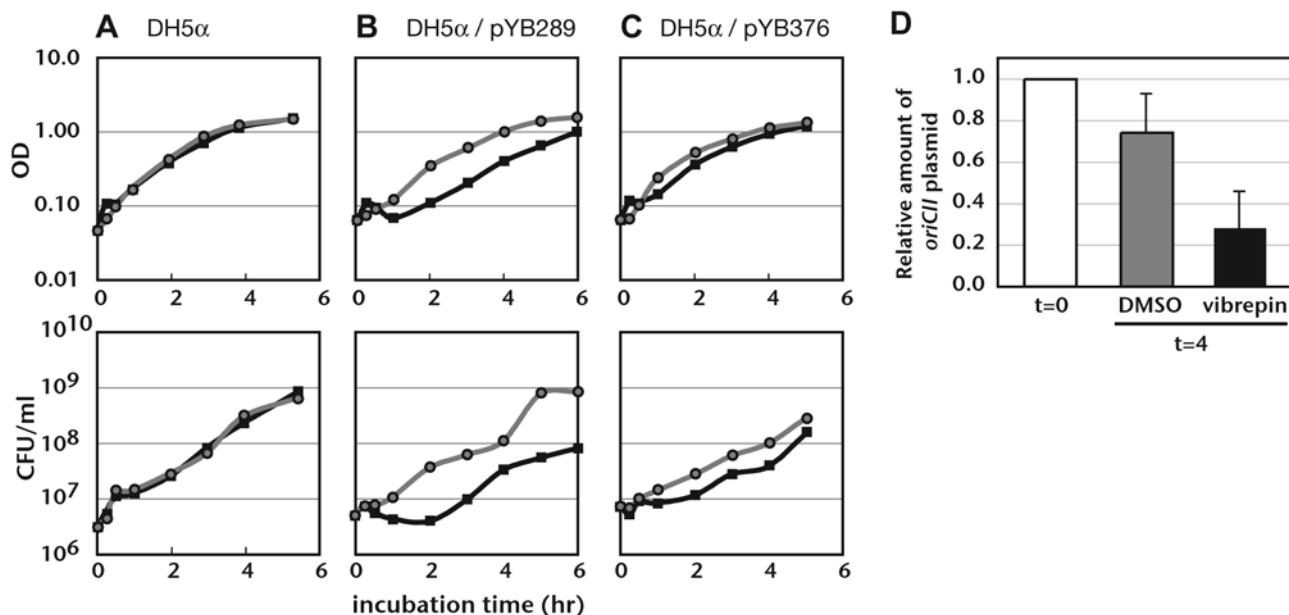 A DH5α
B DH5α / pYB289
C DH5α / pYB376
D
OD
10.0
1.00
0.10
0.01
0 2 4 6
0 2 4 6
0 2 4 6
CFU/ml
10^10
10^9
10^8
10^7
10^6
0 2 4 6
0 2 4 6
0 2 4 6
incubation time (hr)
Relative amount of
oriCII plasmid
1.0
0.8
0.6
0.4
0.2
0.0
t=0
DMSO vibrepin
t=4